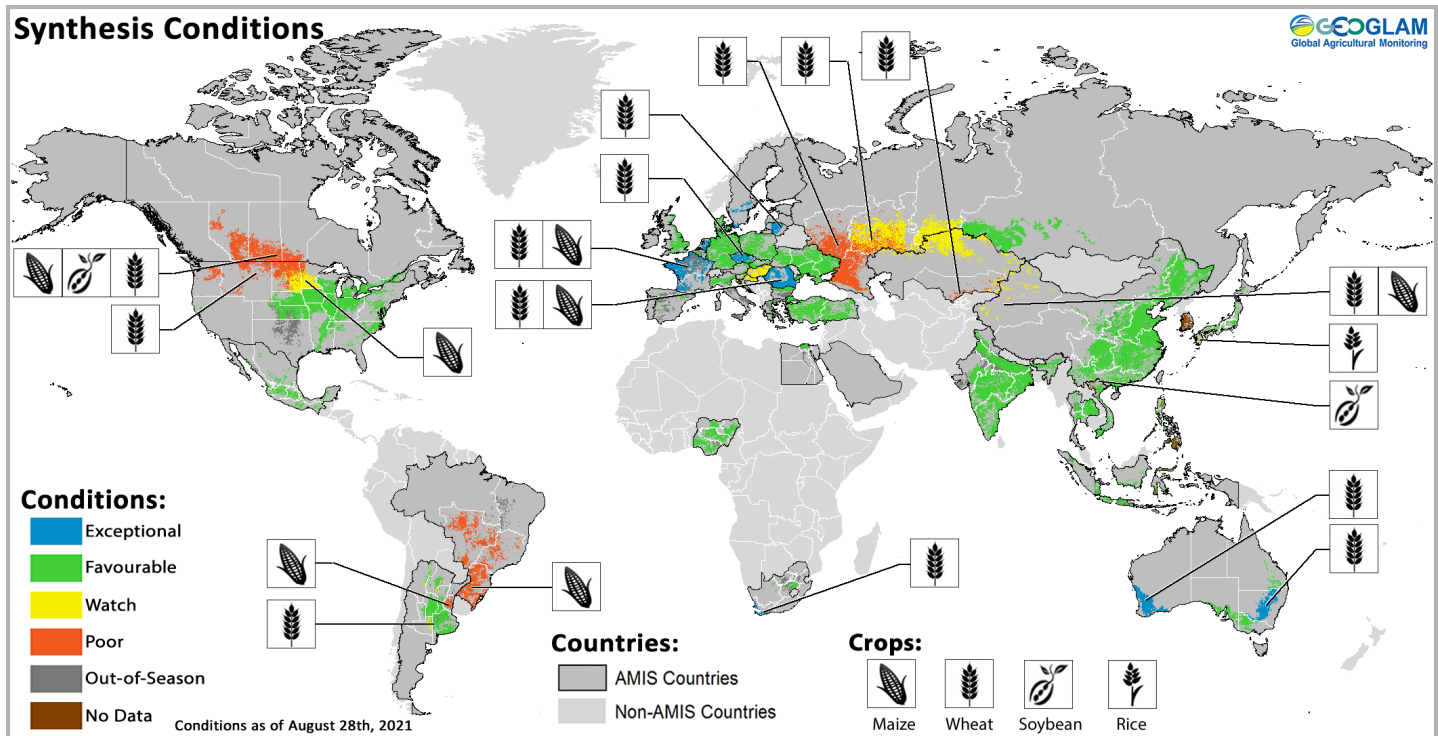 Synthesis Conditions
GEOGLAM
Global Agricultural Monitoring
Conditions:
Exceptional
Favourable
Watch
Poor
Out-of-Season
No Data
Conditions as of August 28th, 2021
Countries:
AMIS Countries
Non-AMIS Countries
Crops:
Maize
Wheat
Soybean
Rice